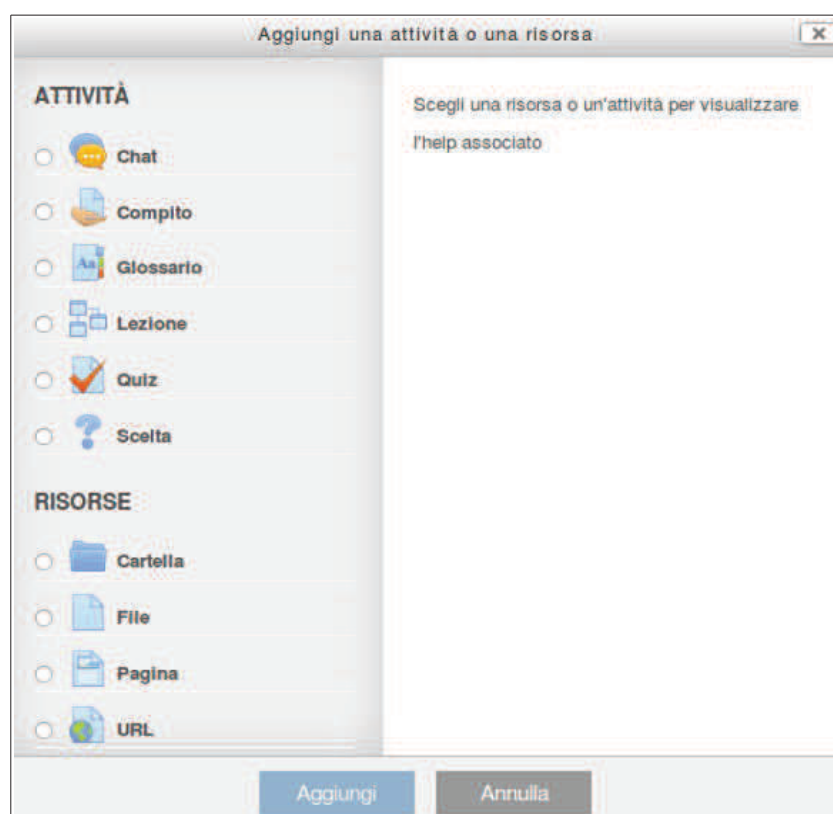 Aggiungi una attività o una risorsa
ATTIVITÀ
Chat
Compito
Aa
Glossario
Lezione
Quiz
Scelta
RISORSE
Cartella
File
Pagina
URL
Scegli una risorsa o un'attività per visualizzare
l'help associato
Aggiungi
Annulla